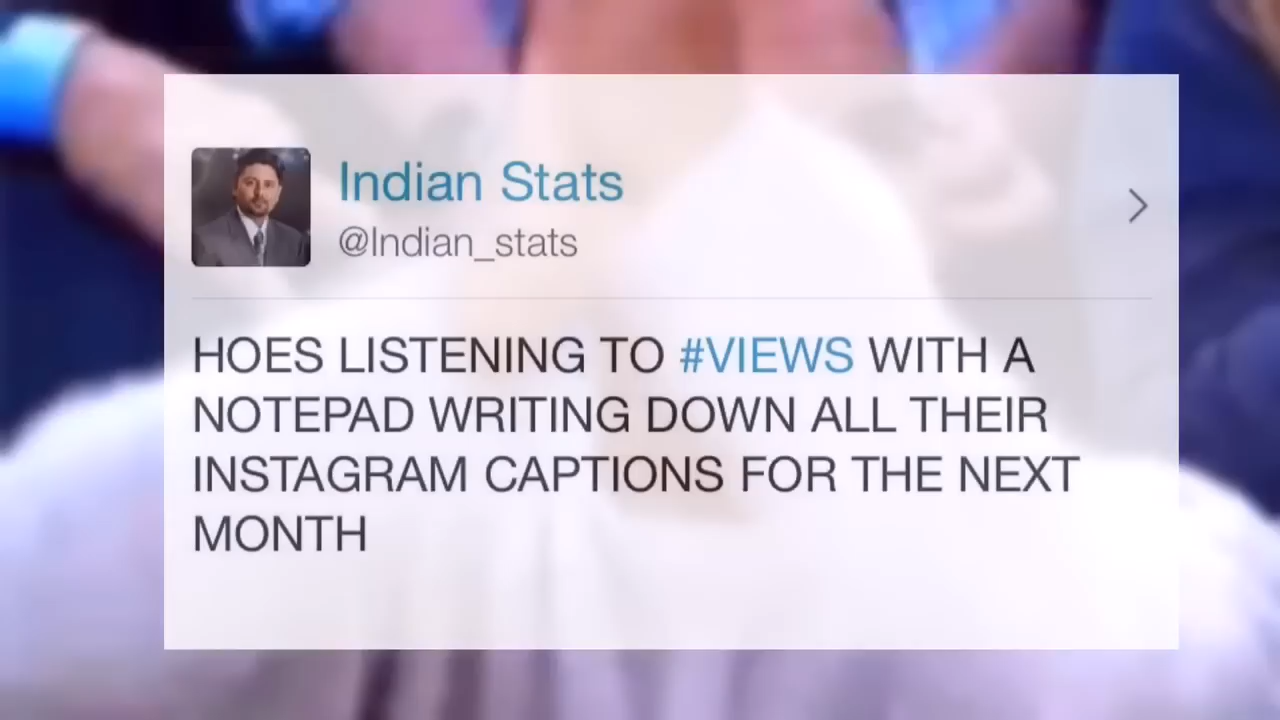 Indian Stats
@Indian_stats
HOES LISTENING TO #VIEWS WITH A
NOTEPAD WRITING DOWN ALL THEIR
INSTAGRAM CAPTIONS FOR THE NEXT
MONTH